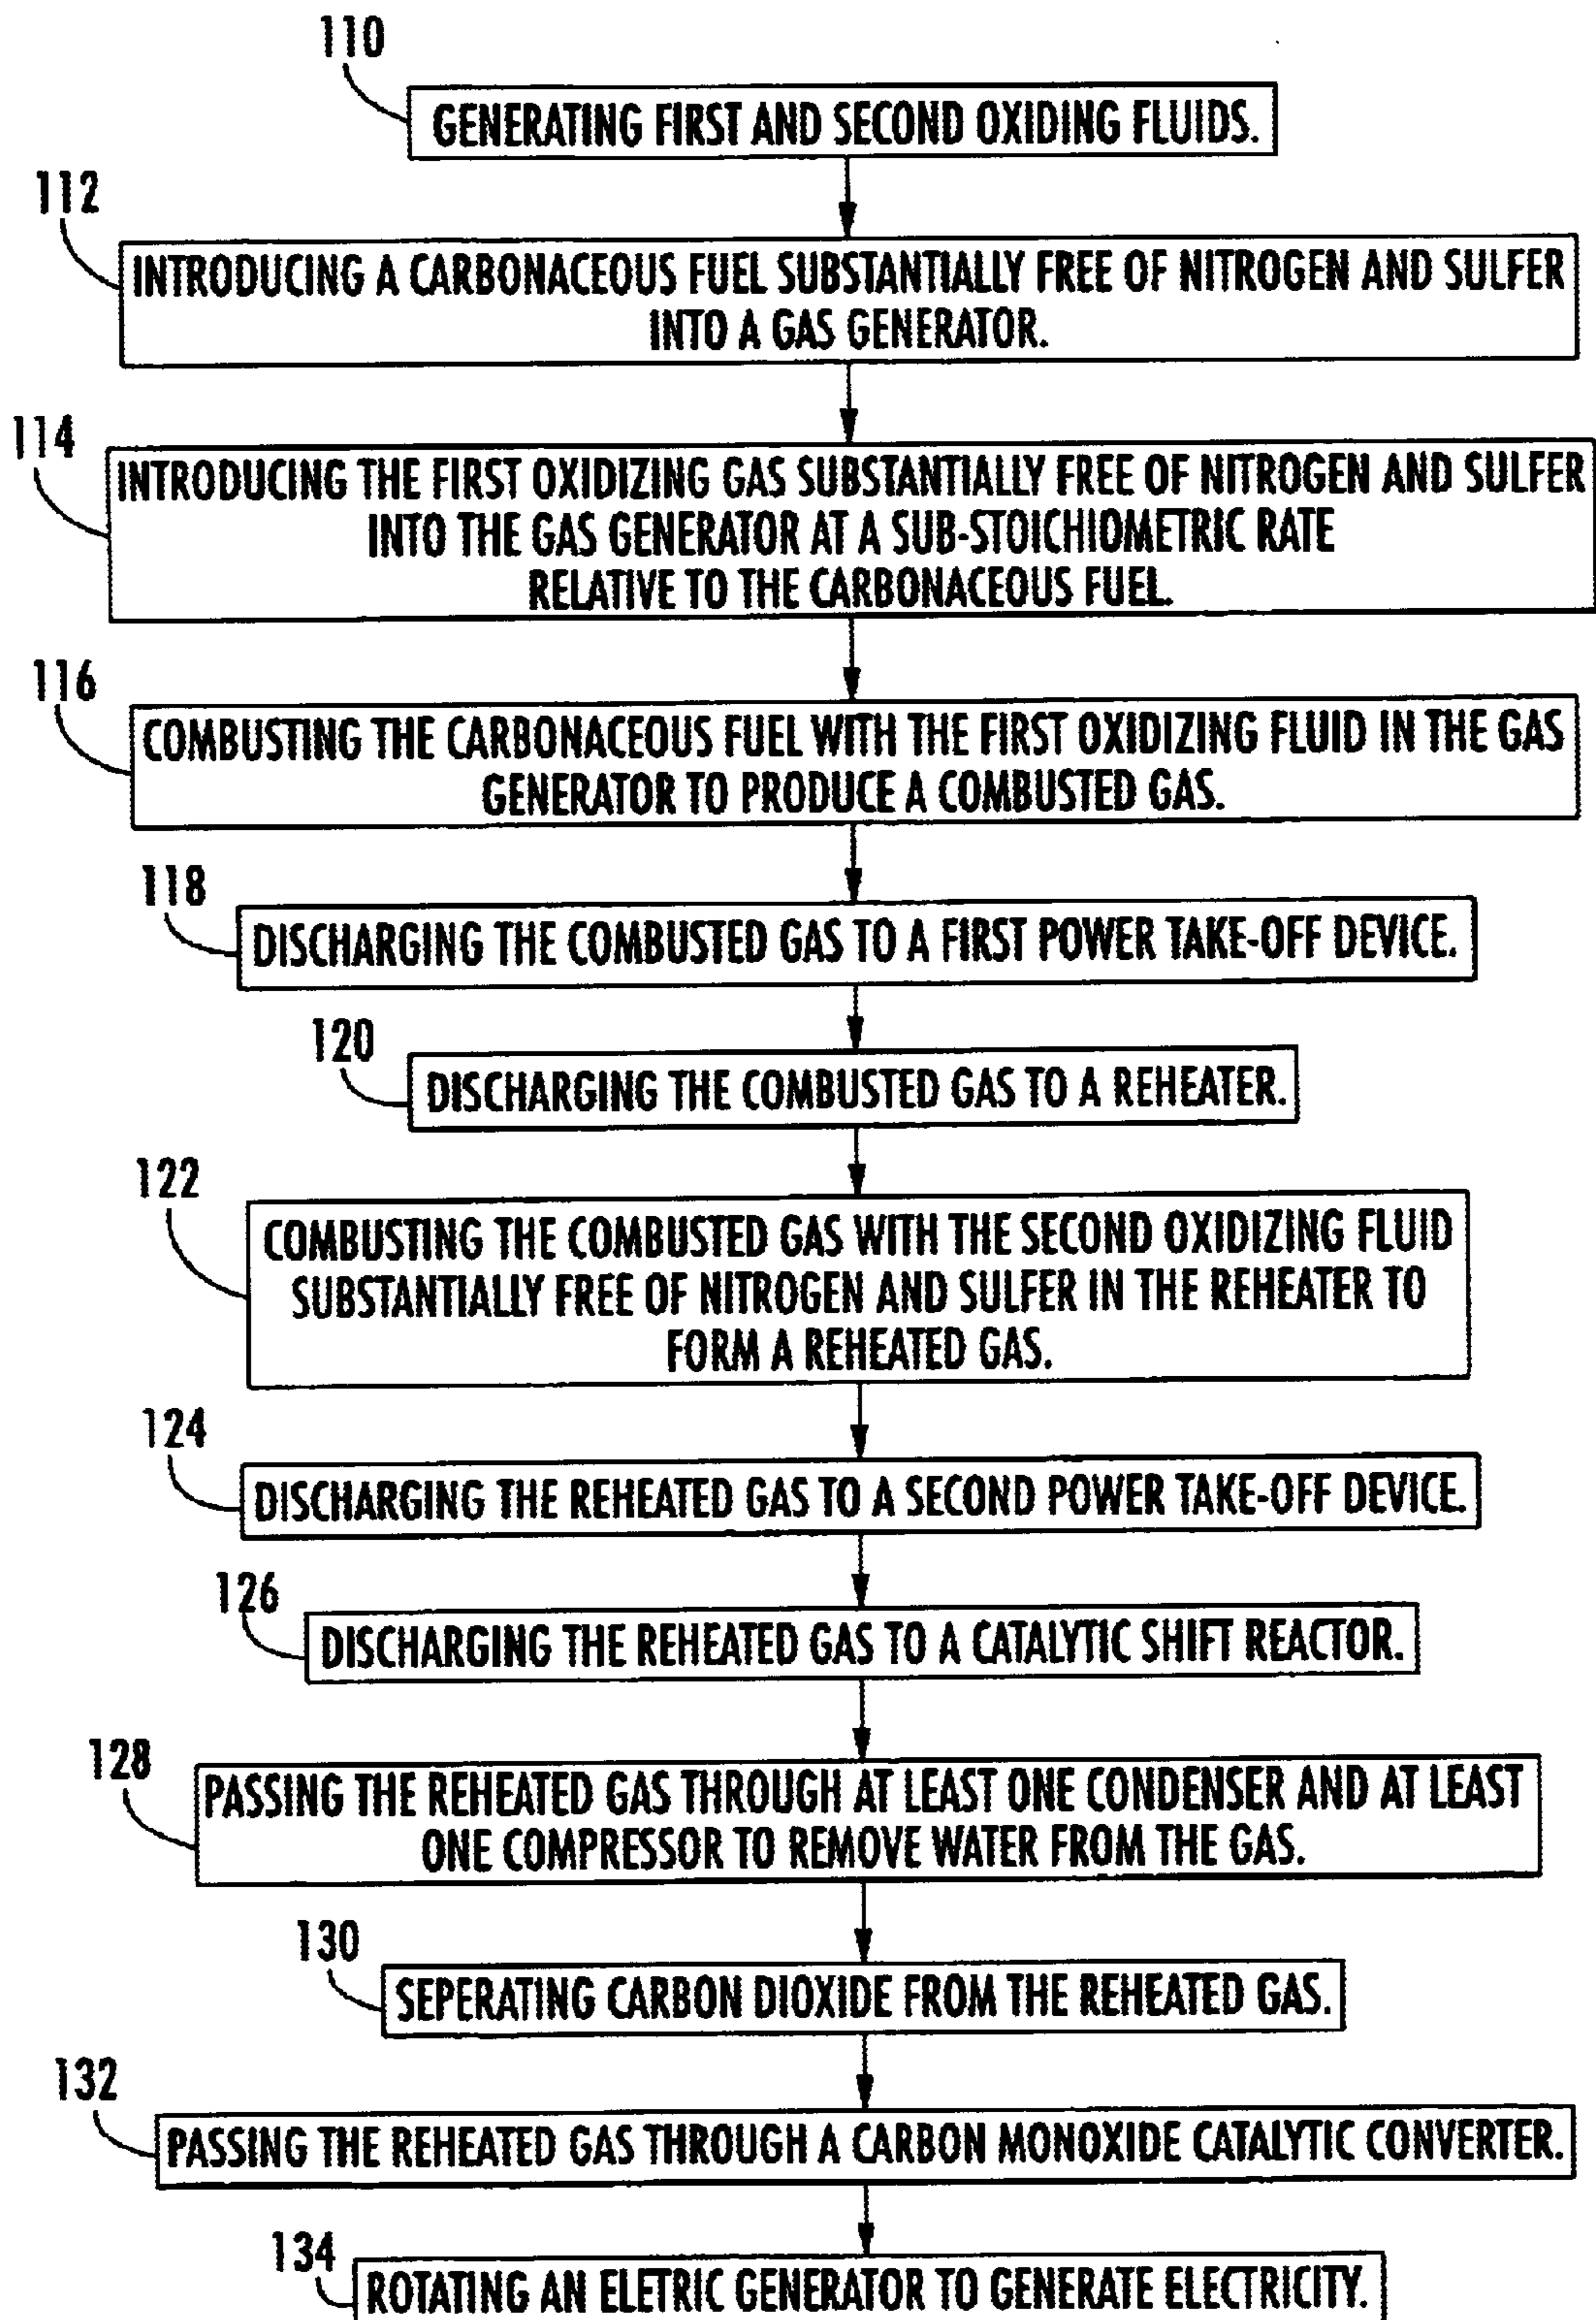 110
GENERATING FIRST AND SECOND OXIDING FLUIDS.
112
INTRODUCING A CARBONACEOUS FUEL SUBSTANTIALLY FREE OF NITROGEN AND SULFER
INTO A GAS GENERATOR.
114
INTRODUCING THE FIRST OXIDIZING GAS SUBSTANTIALLY FREE OF NITROGEN AND SULFER
INTO THE GAS GENERATOR AT A SUB-STOICHIOMETRIC RATE
RELATIVE TO THE CARBONACEOUS FUEL.
116
COMBUSTING THE CARBONACEOUS FUEL WITH THE FIRST OXIDIZING FLUID IN THE GAS
GENERATOR TO PRODUCE A COMBUSTED GAS.
118
DISCHARGING THE COMBUSTED GAS TO A FIRST POWER TAKE-OFF DEVICE.
120
DISCHARGING THE COMBUSTED GAS TO A REHEATER.
122
COMBUSTING THE COMBUSTED GAS WITH THE SECOND OXIDIZING FLUID
SUBSTANTIALLY FREE OF NITROGEN AND SULFER IN THE REHEATER TO
FORM A REHEATED GAS.
124
DISCHARGING THE REHEATED GAS TO A SECOND POWER TAKE-OFF DEVICE.
126
DISCHARGING THE REHEATED GAS TO A CATALYTIC SHIFT REACTOR.
128
PASSING THE REHEATED GAS THROUGH AT LEAST ONE CONDENSER AND AT LEAST
ONE COMPRESSOR TO REMOVE WATER FROM THE GAS.
130
SEPERATING CARBON DIOXIDE FROM THE REHEATED GAS.
132
PASSING THE REHEATED GAS THROUGH A CARBON MONOXIDE CATALYTIC CONVERTER.
134
ROTATING AN ELETRIC GENERATOR TO GENERATE ELECTRICITY.